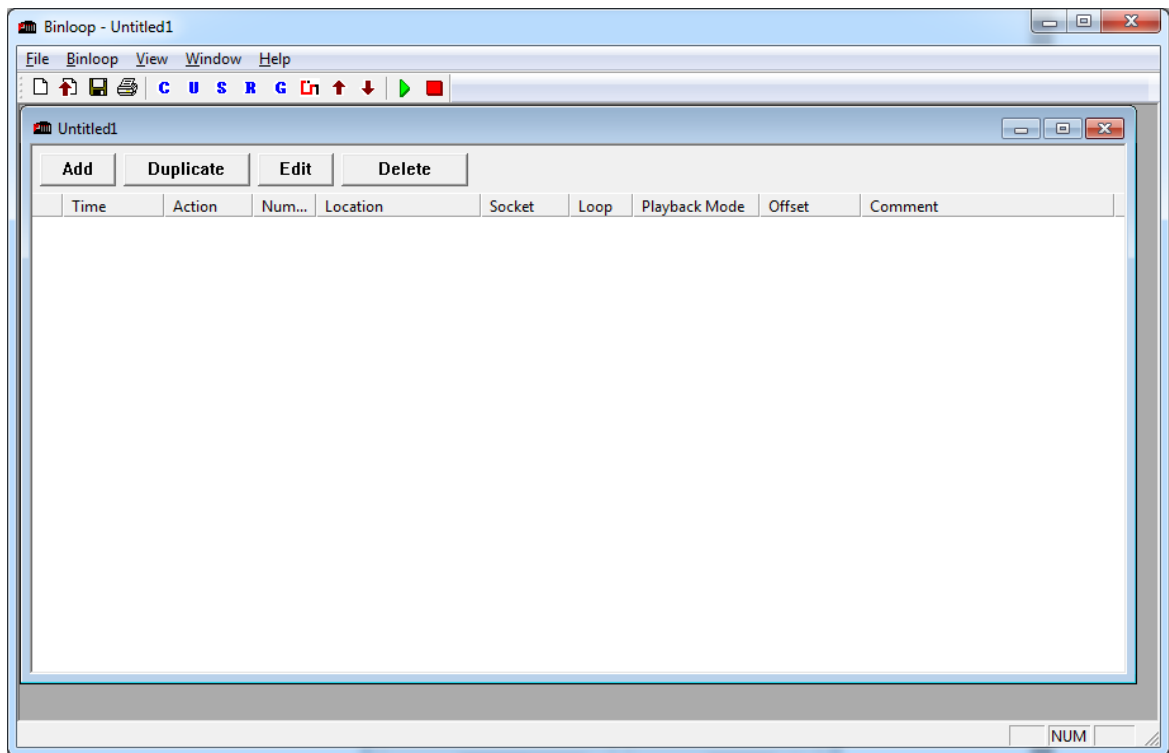 Binloop - Untitled1
File Binloop View Window Help
C U S R G
Untitled1
Add Duplicate Edit Delete
Time Action Num... Location Socket Loop Playback Mode Offset Comment
NUM